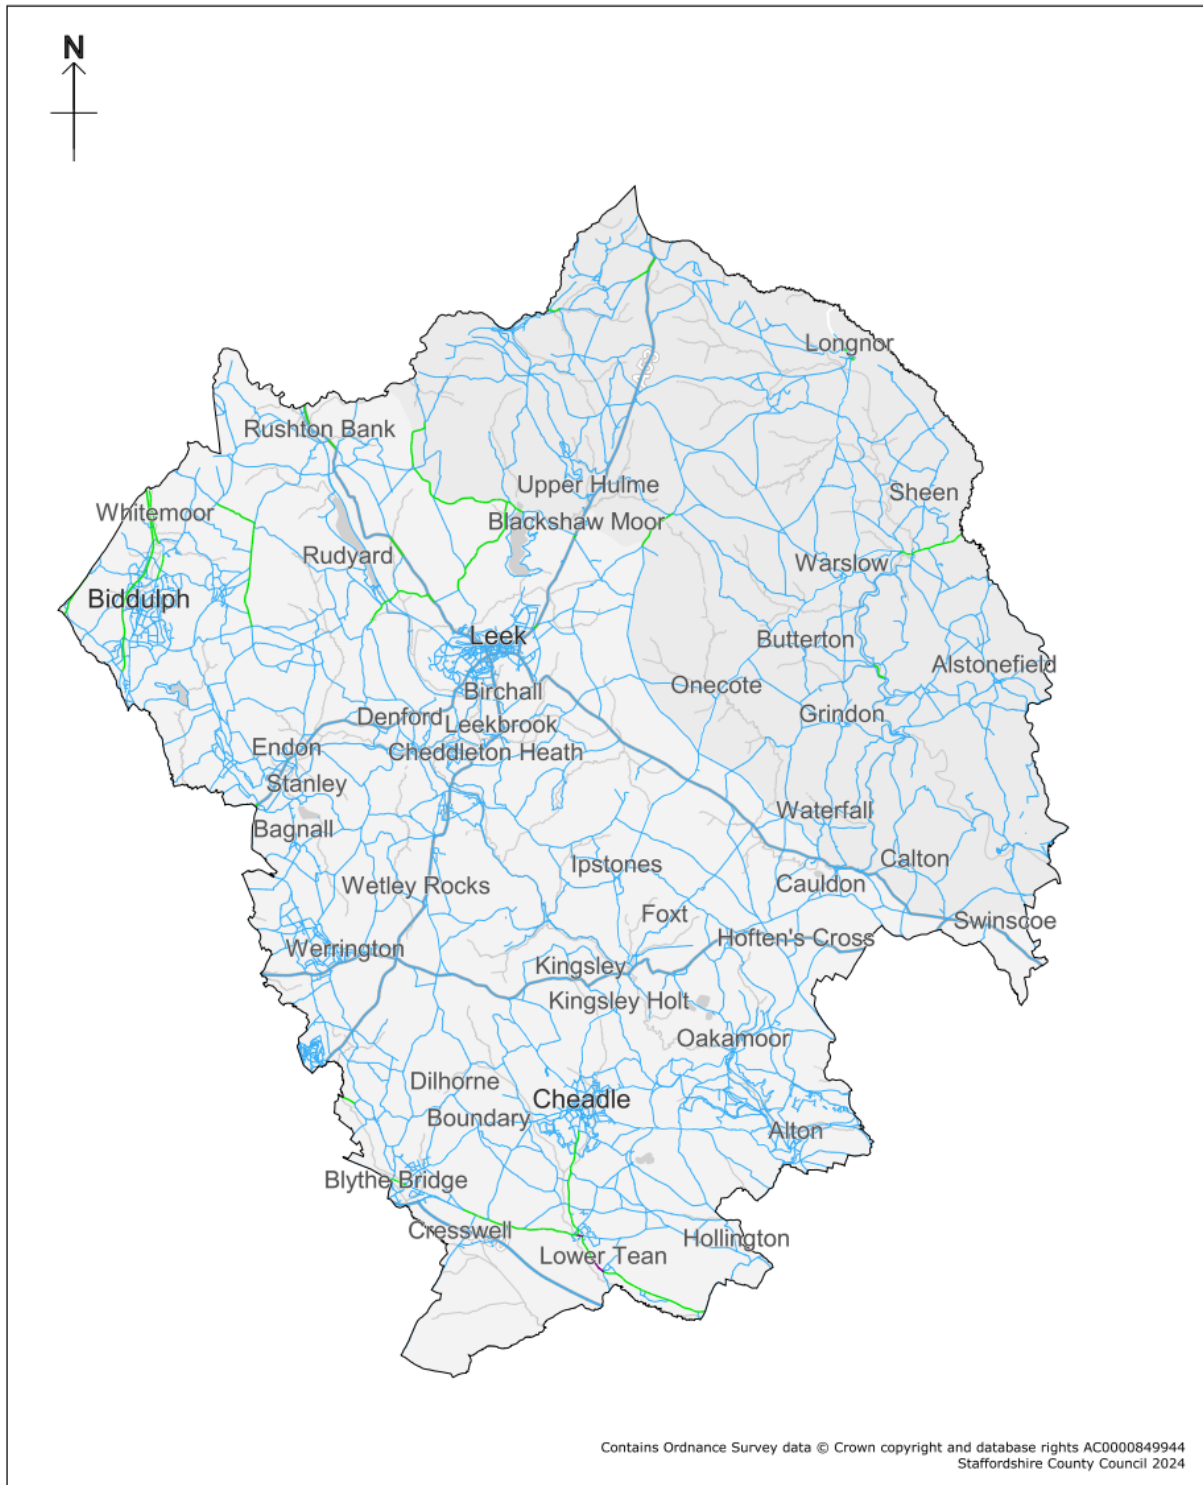 N
Longnor
A53
Rushton Bank
Upper Hulme
Sheen
Whitemoor
Blackshaw Moor
Rudyard
Warslow
Biddulph
Leek
Butterton
Alstonefield
Birchall
Onecote
Denford
Leekbrook
Grindon
Endon
Cheddleton Heath
Stanley
Waterfall
Bagnall
Ipstones
Calton
Wetley Rocks
Cauldon
Foxt
Swinscoe
Werrington
Hoften's Cross
Kingsley
Kingsley Holt
Oakamoor
Dilhorne
Cheadle
Boundary
Alton
Blythe Bridge
Cresswell
Hollington
Lower Tean
Contains Ordnance Survey data © Crown copyright and database rights AC0000849944
Staffordshire County Council 2024